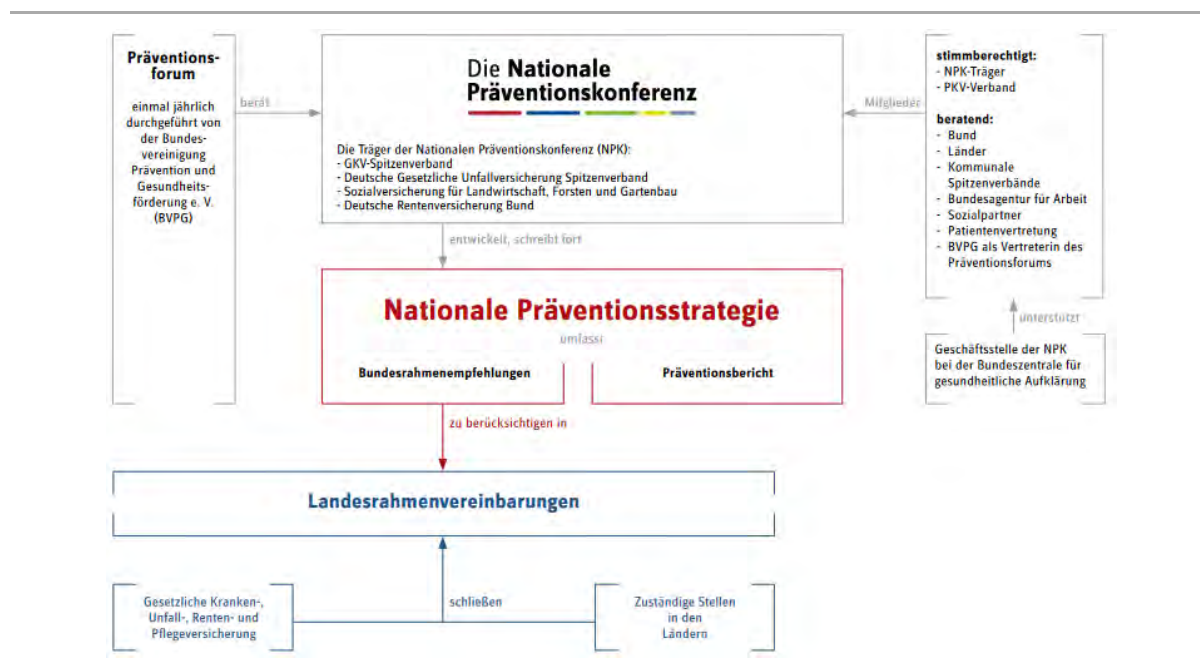 Präventions-
forum
einmal jährlich
durchgeführt von
der Bundes-
vereinigung
Prävention und
Gesundheits-
förderung e. V.
(BVPG)
berät
Die Nationale
Präventionskonferenz
Die Träger der Nationalen Präventionskonferenz (NPK):
- GKV-Spitzenverband
- Deutsche Gesetzliche Unfallversicherung Spitzenverband
- Sozialversicherung für Landwirtschaft, Forsten und Gartenbau
- Deutsche Rentenversicherung Bund
Mitglieder
stimmberechtigt:
- NPK-Träger
- PKV-Verband
beratend:
- Bund
- Länder
- Kommunale
Spitzenverbände
- Bundesagentur für Arbeit
- Sozialpartner
- Patientenvertretung
- BVPG als Vertreterin des
Präventionsforums
unterstützt
Geschäftsstelle der NPK
bei der Bundeszentrale für
gesundheitliche Aufklärung
entwickelt, schreibt fort
Nationale Präventionsstrategie
umfasst
Bundesrahmenempfehlungen
Präventionsbericht
zu berücksichtigen in
Landesrahmenvereinbarungen
Gesetzliche Kranken-,
Unfall-, Renten- und
Pflegeversicherung
schließen
Zuständige Stellen
in den
Ländern